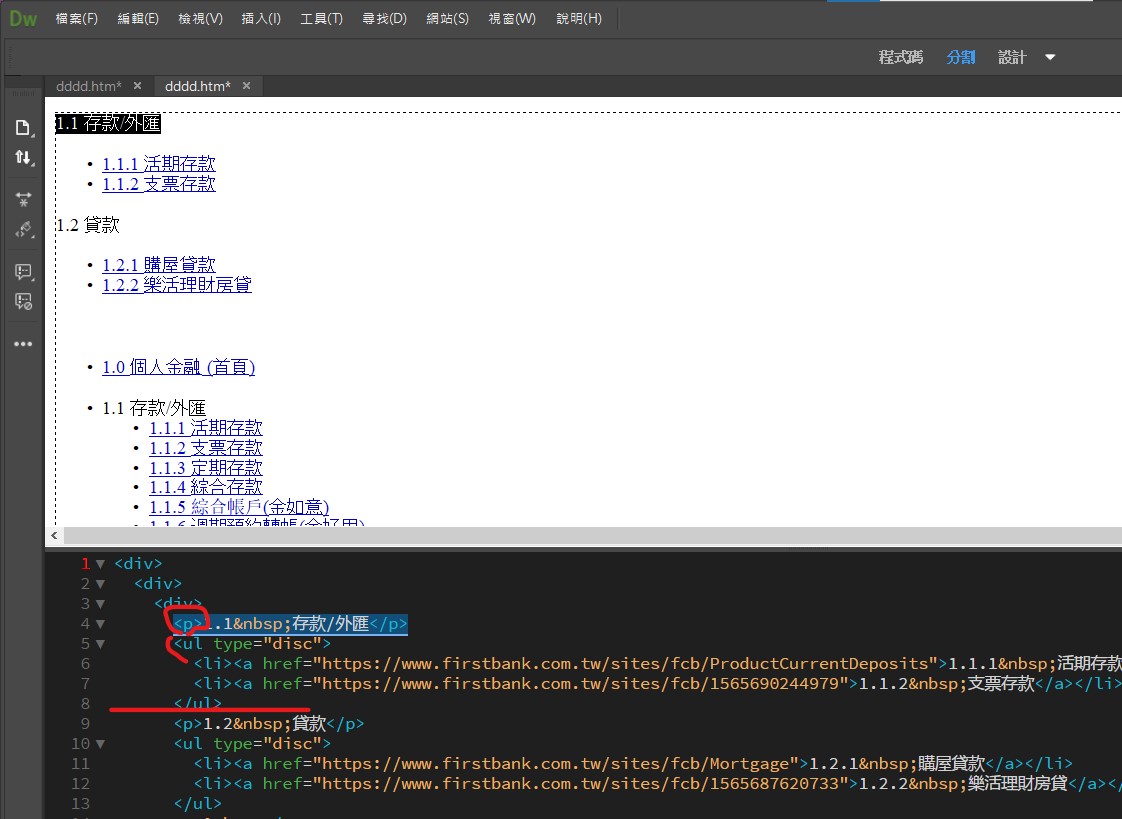 Dw 檔案(F) 編輯(E) 檢視(V) 插入(I) 工具(T) 尋找(D) 網站(S) 視窗(W) 說明(H)
程式碼 分割 設計
dddd.htm* × dddd.htm* ×
1.1 存款/外匯
• 1.1.1 活期存款
• 1.1.2 支票存款
1.2 貸款
• 1.2.1 購屋貸款
• 1.2.2 樂活理財房貸
• 1.0 個人金融 (首頁)
• 1.1 存款/外匯
• 1.1.1 活期存款
• 1.1.2 支票存款
• 1.1.3 定期存款
• 1.1.4 綜合存款
• 1.1.5 綜合帳戶(金如意)
• 1.1.6 週期預約轉帳(金好用)
1 <div>
2 <div>
3 <div>
4 <p>1.1&nbsp;存款/外匯</p>
5 <ul type="disc">
6 <li><a href="https://www.firstbank.com.tw/sites/fcb/ProductCurrentDeposits">1.1.1&nbsp;活期存款
7 <li><a href="https://www.firstbank.com.tw/sites/fcb/1565690244979">1.1.2&nbsp;支票存款</a></li>
8 </ul>
9 <p>1.2&nbsp;貸款</p>
10 <ul type="disc">
11 <li><a href="https://www.firstbank.com.tw/sites/fcb/Mortgage">1.2.1&nbsp;購屋貸款</a></li>
12 <li><a href="https://www.firstbank.com.tw/sites/fcb/1565687620733">1.2.2&nbsp;樂活理財房貸</a></
13 </ul>